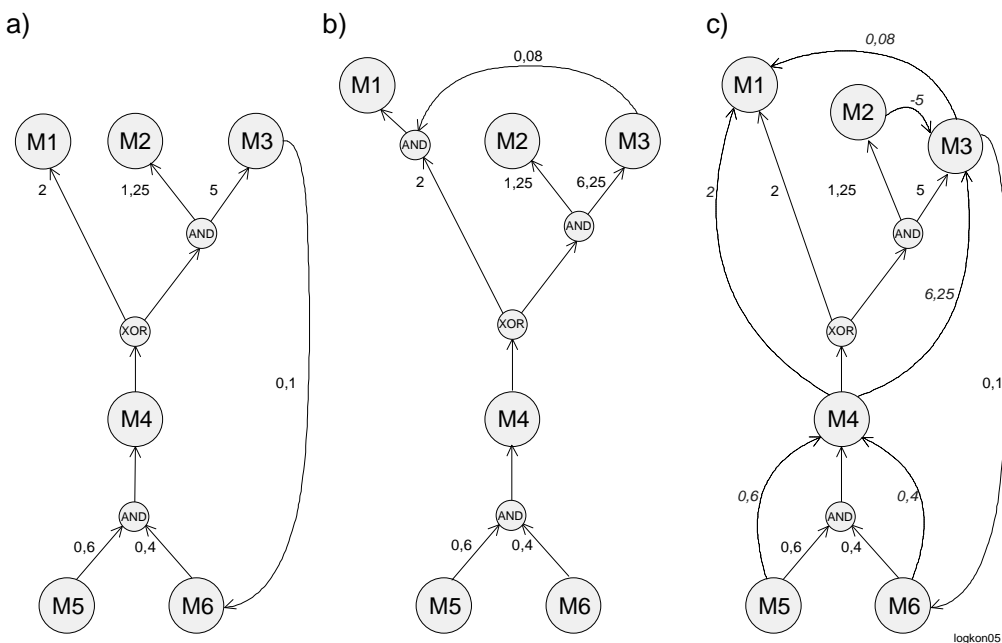 a)
M1
M2
M3
2
1,25
5
AND
XOR
0,1
M4
AND
0,6
0,4
M5
M6
b)
0,08
M1
AND
M2
M3
2
1,25
6,25
AND
XOR
M4
AND
0,6
0,4
M5
M6
c)
0,08
M1
M2
-5
M3
2
2
1,25
5
AND
6,25
XOR
0,1
M4
0,6
0,4
AND
0,6
0,4
M5
M6
logkon05